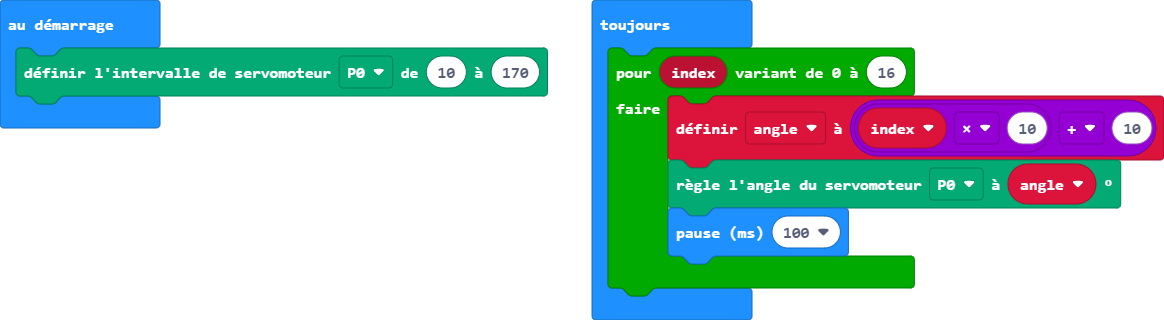 au démarrage
définir l'intervalle de servomoteur P0 de 10 à 170
toujours
pour index variant de 0 à 16
faire
définir angle à index × 10 + 10
règle l'angle du servomoteur P0 à angle °
pause (ms) 100